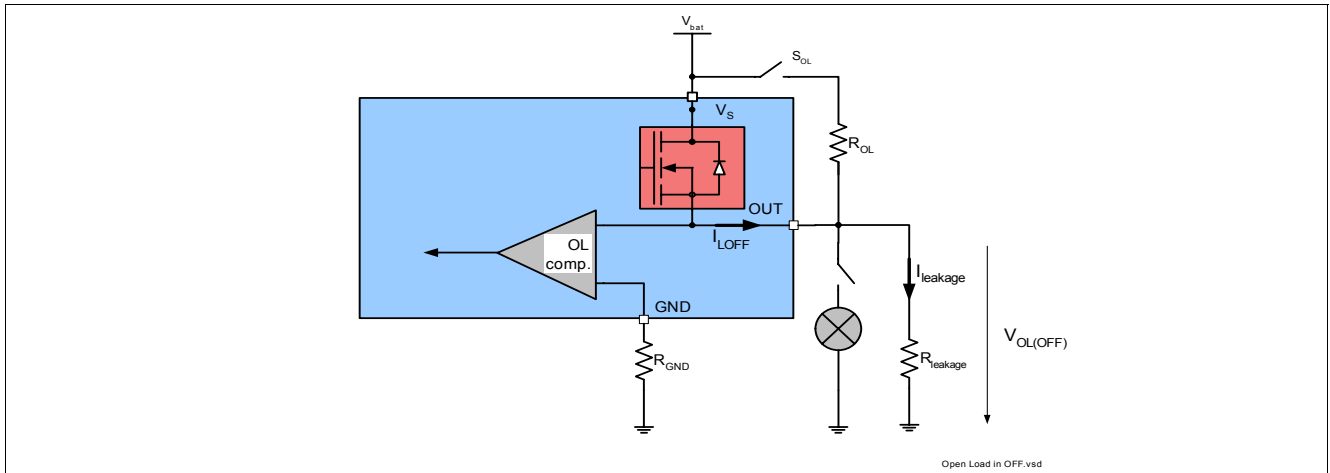 Vbat
SOL
VS
ROL
OUT
ILOFF
OL
comp.
Ileakage
GND
VOL(OFF)
RGND
Rleakage
Open Load in OFF.vsd